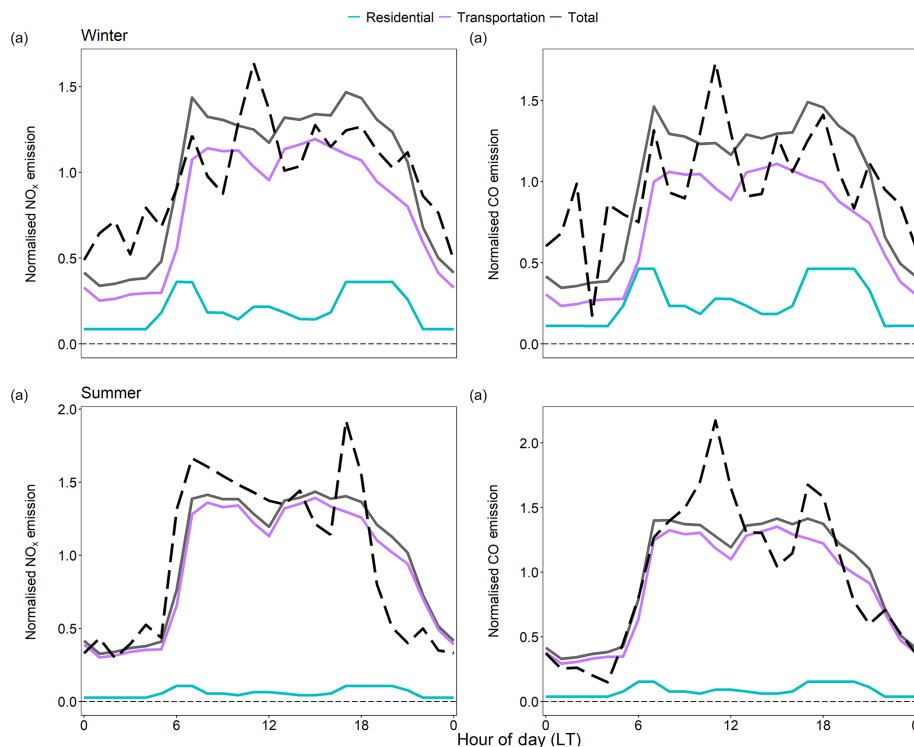 Residential Transportation Total
(a) Winter (a)
Normalised NOx emission
1.5
1.0
0.5
0.0
Normalised CO emission
1.5
1.0
0.5
0.0
(a) Summer (a)
Normalised NOx emission
2.0
1.5
1.0
0.5
0.0
Normalised CO emission
2.0
1.5
1.0
0.5
0.0
0 6 12 18 0 0 6 12 18 0
Hour of day (LT)